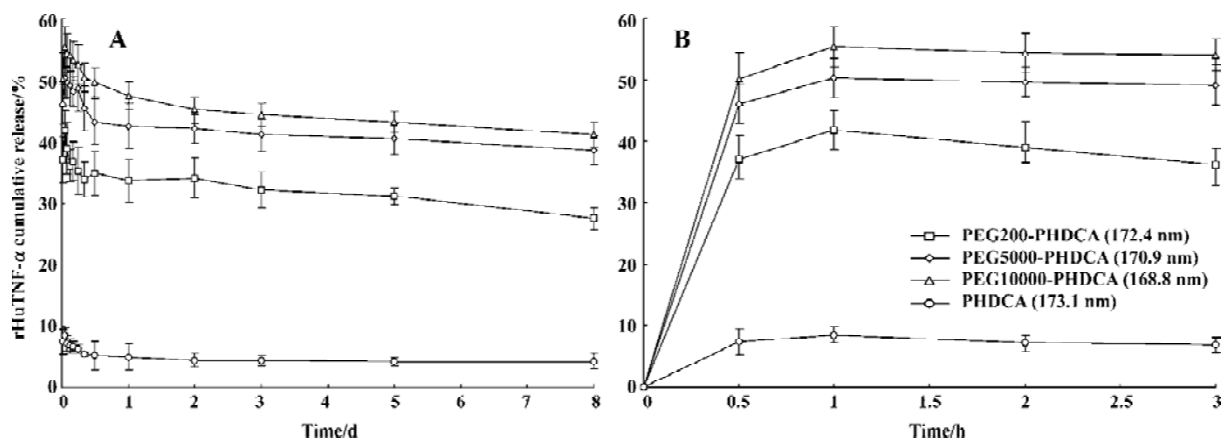 60
50
40
30
20
10
0
rHuTNF-α cumulative release/%
A
0 1 2 3 4 5 6 7 8
Time/d
60
50
40
30
20
10
0
B
PEG200-PHDCA (172.4 nm)
PEG5000-PHDCA (170.9 nm)
PEG10000-PHDCA (168.8 nm)
PHDCA (173.1 nm)
0 0.5 1 1.5 2 2.5 3
Time/h